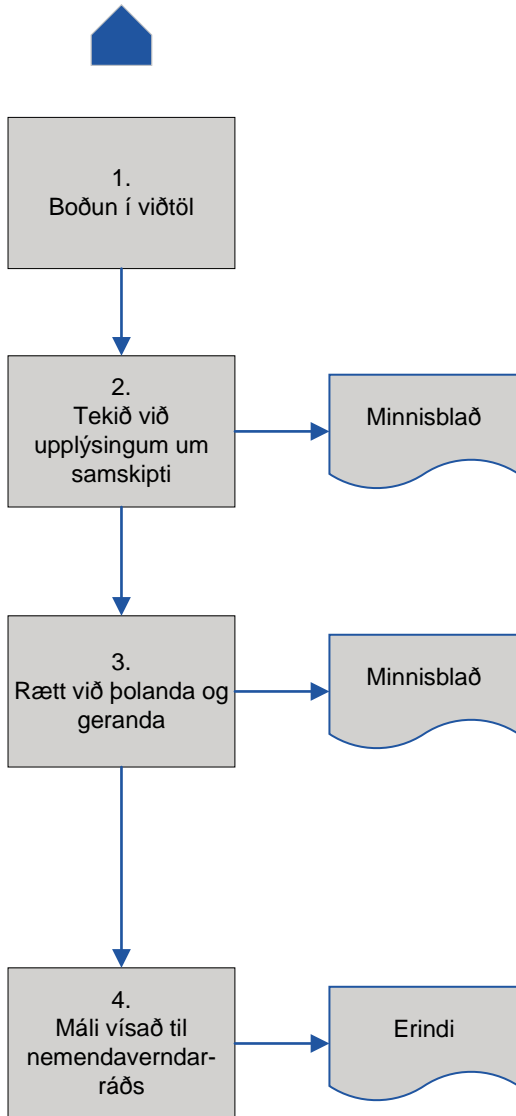 1.
Boðun í viðtöl
2.
Tekið við
upplýsingum um
samskipti
Minnisblað
3.
Rætt við þolanda og
geranda
Minnisblað
4.
Máli vísað til
nemendaverndar-
ráðs
Erindi